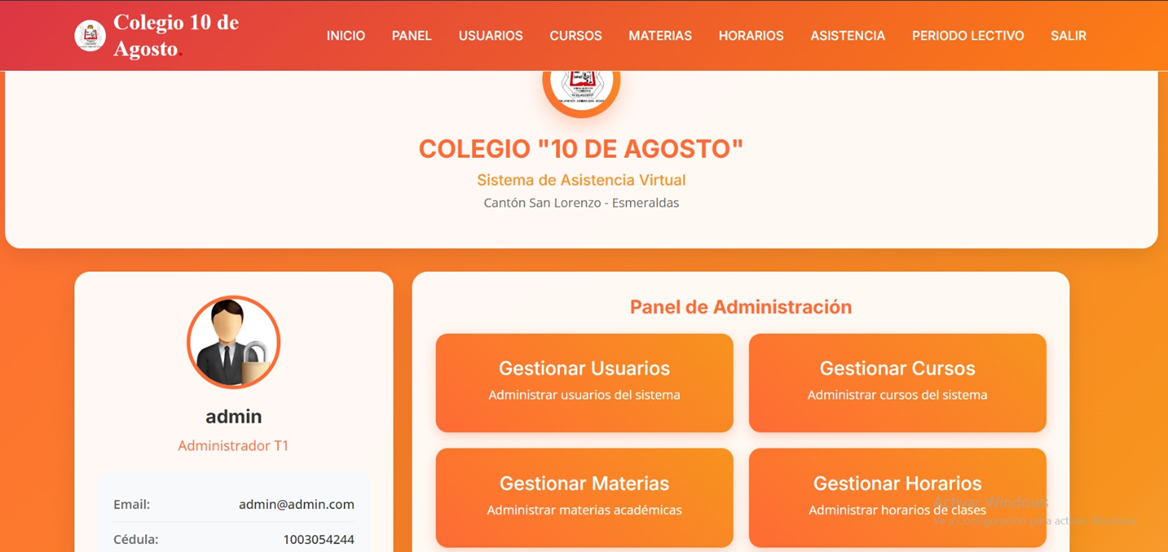 Colegio 10 de
Agosto.
INICIO PANEL USUARIOS CURSOS MATERIAS HORARIOS ASISTENCIA PERIODO LECTIVO SALIR
COLEGIO "10 DE AGOSTO"
Sistema de Asistencia Virtual
Cantón San Lorenzo - Esmeraldas
admin
Administrador T1
Email: admin@admin.com
Cédula: 1003054244
Panel de Administración
Gestionar Usuarios
Administrar usuarios del sistema
Gestionar Cursos
Administrar cursos del sistema
Gestionar Materias
Administrar materias académicas
Gestionar Horarios
Administrar horarios de clases
Activar Windows